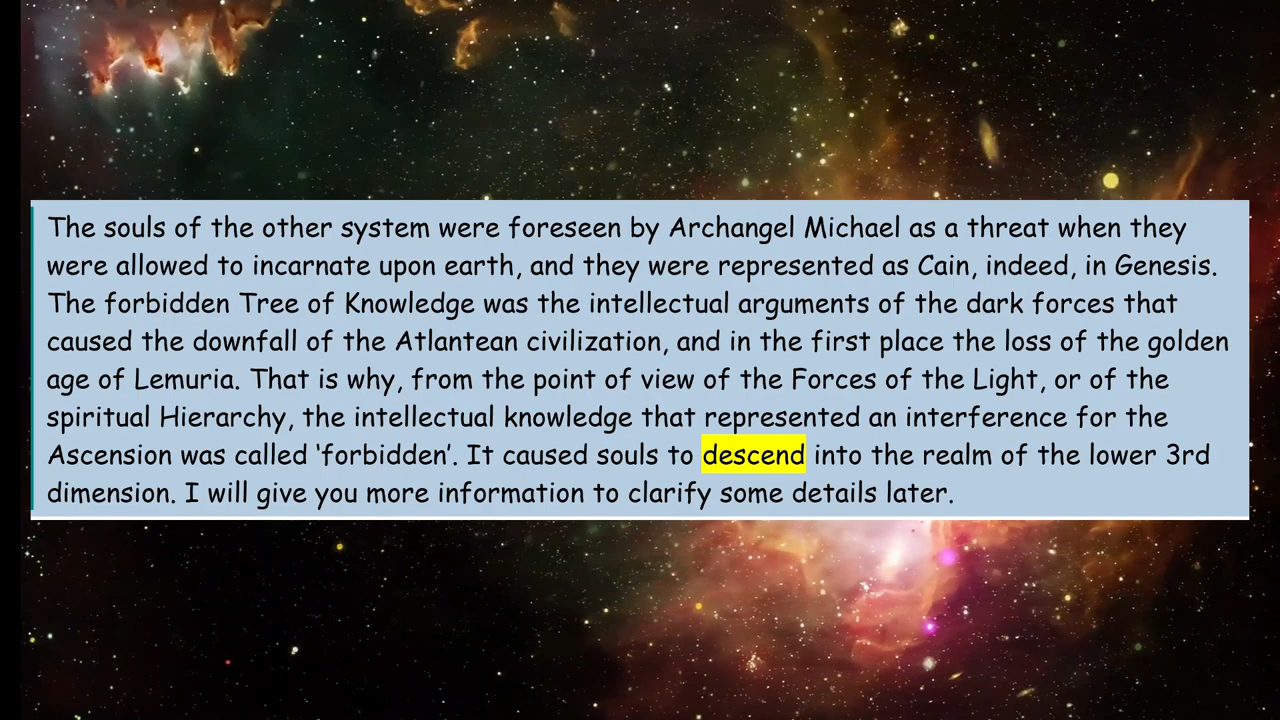 The souls of the other system were foreseen by Archangel Michael as a threat when they
were allowed to incarnate upon earth, and they were represented as Cain, indeed, in Genesis.
The forbidden Tree of Knowledge was the intellectual arguments of the dark forces that
caused the downfall of the Atlantean civilization, and in the first place the loss of the golden
age of Lemuria. That is why, from the point of view of the Forces of the Light, or of the
spiritual Hierarchy, the intellectual knowledge that represented an interference for the
Ascension was called ‘forbidden’. It caused souls to descend into the realm of the lower 3rd
dimension. I will give you more information to clarify some details later.